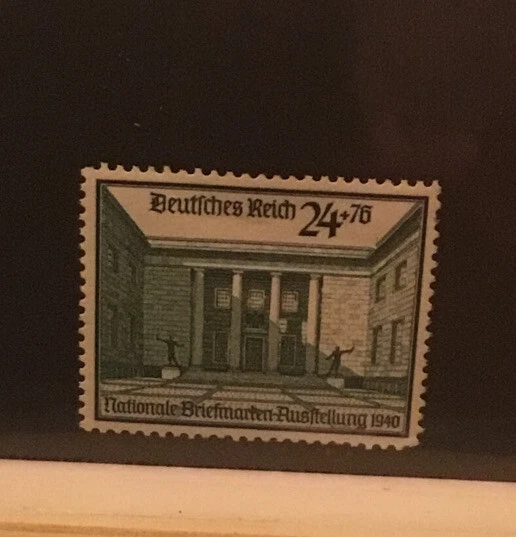 Deutsches Reich 24+76
Nationale Briefmarken-Ausstellung 1940